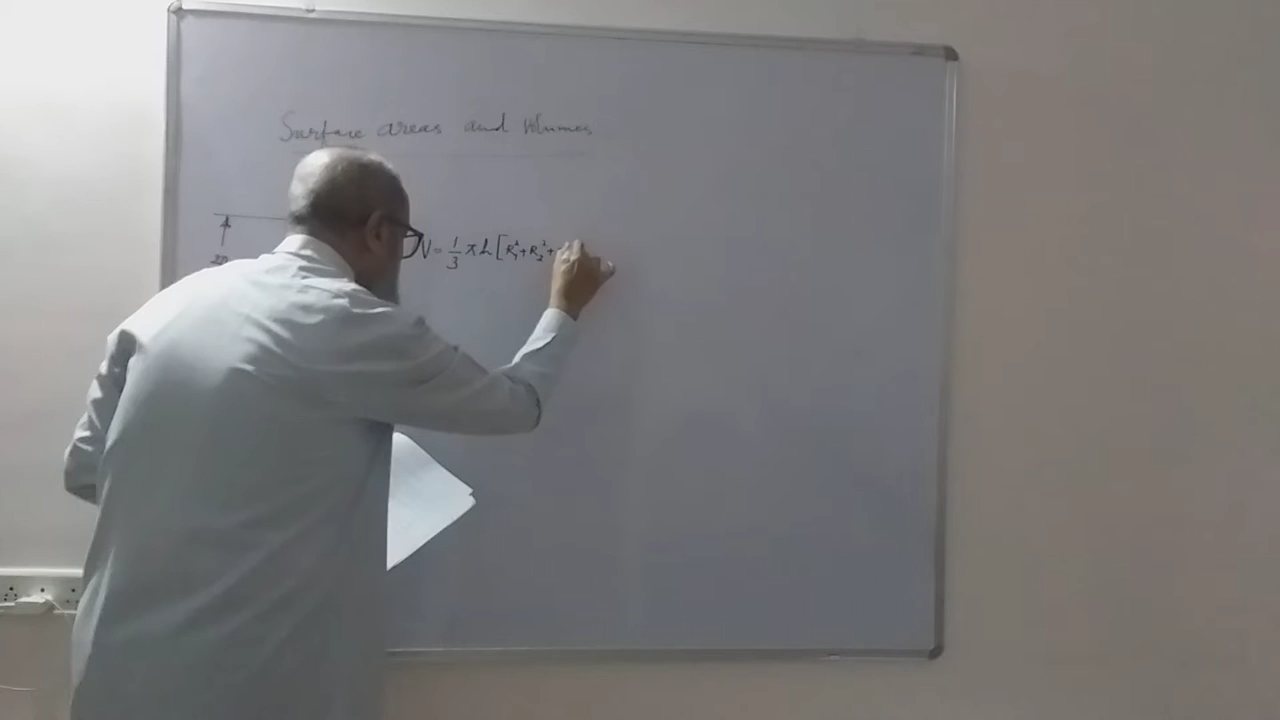 Surface areas and volumes
V = 1/3 π h [R₁² + R₂² +